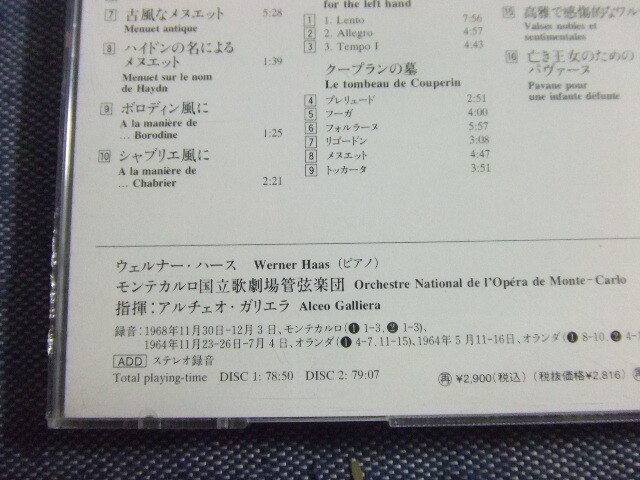 for the left hand
7 古風なメヌエット 5:28
Menuet antique
8 ハイドンの名による
メヌエット 1:39
Menuet sur le nom
de Haydn
9 ボロディン風に
A la manière de
... Borodine 1:25
10 シャブリエ風に
A la manière de
... Chabrier 2:21
1 1. Lento 7:56
2 2. Allegro 4:57
3 3. Tempo I 4:43
クープランの墓
Le tombeau de Couperin
4 プレリュード 2:51
5 フーガ 4:00
6 フォルラーヌ 5:57
7 リゴードン 3:08
8 メヌエット 4:47
9 トッカータ 3:51
15 高雅で感傷的なワル
Valses nobles et
sentimentales
16 亡き王女のための
パヴァーヌ
Pavane pour
une infante défunte
ウェルナー・ハース Werner Haas (ピアノ)
モンテカルロ国立歌劇場管弦楽団 Orchestre National de l'Opéra de Monte-Carlo
指揮:アルチェオ・ガリエラ Alceo Galliera
録音:1968年11月30日-12月3日、モンテカルロ(❶ 1-3、❷ 1-3)、
1964年11月23-26日-7月4日、オランダ(❶ 4-7、11-15)、1964年5月11-16日、オランダ(❶ 8-10、❷ 4-
ADD ステレオ録音
Total playing-time DISC 1: 78:50 DISC 2: 79:07
㊢ ¥2,900(税込) (税抜価格¥2,816)